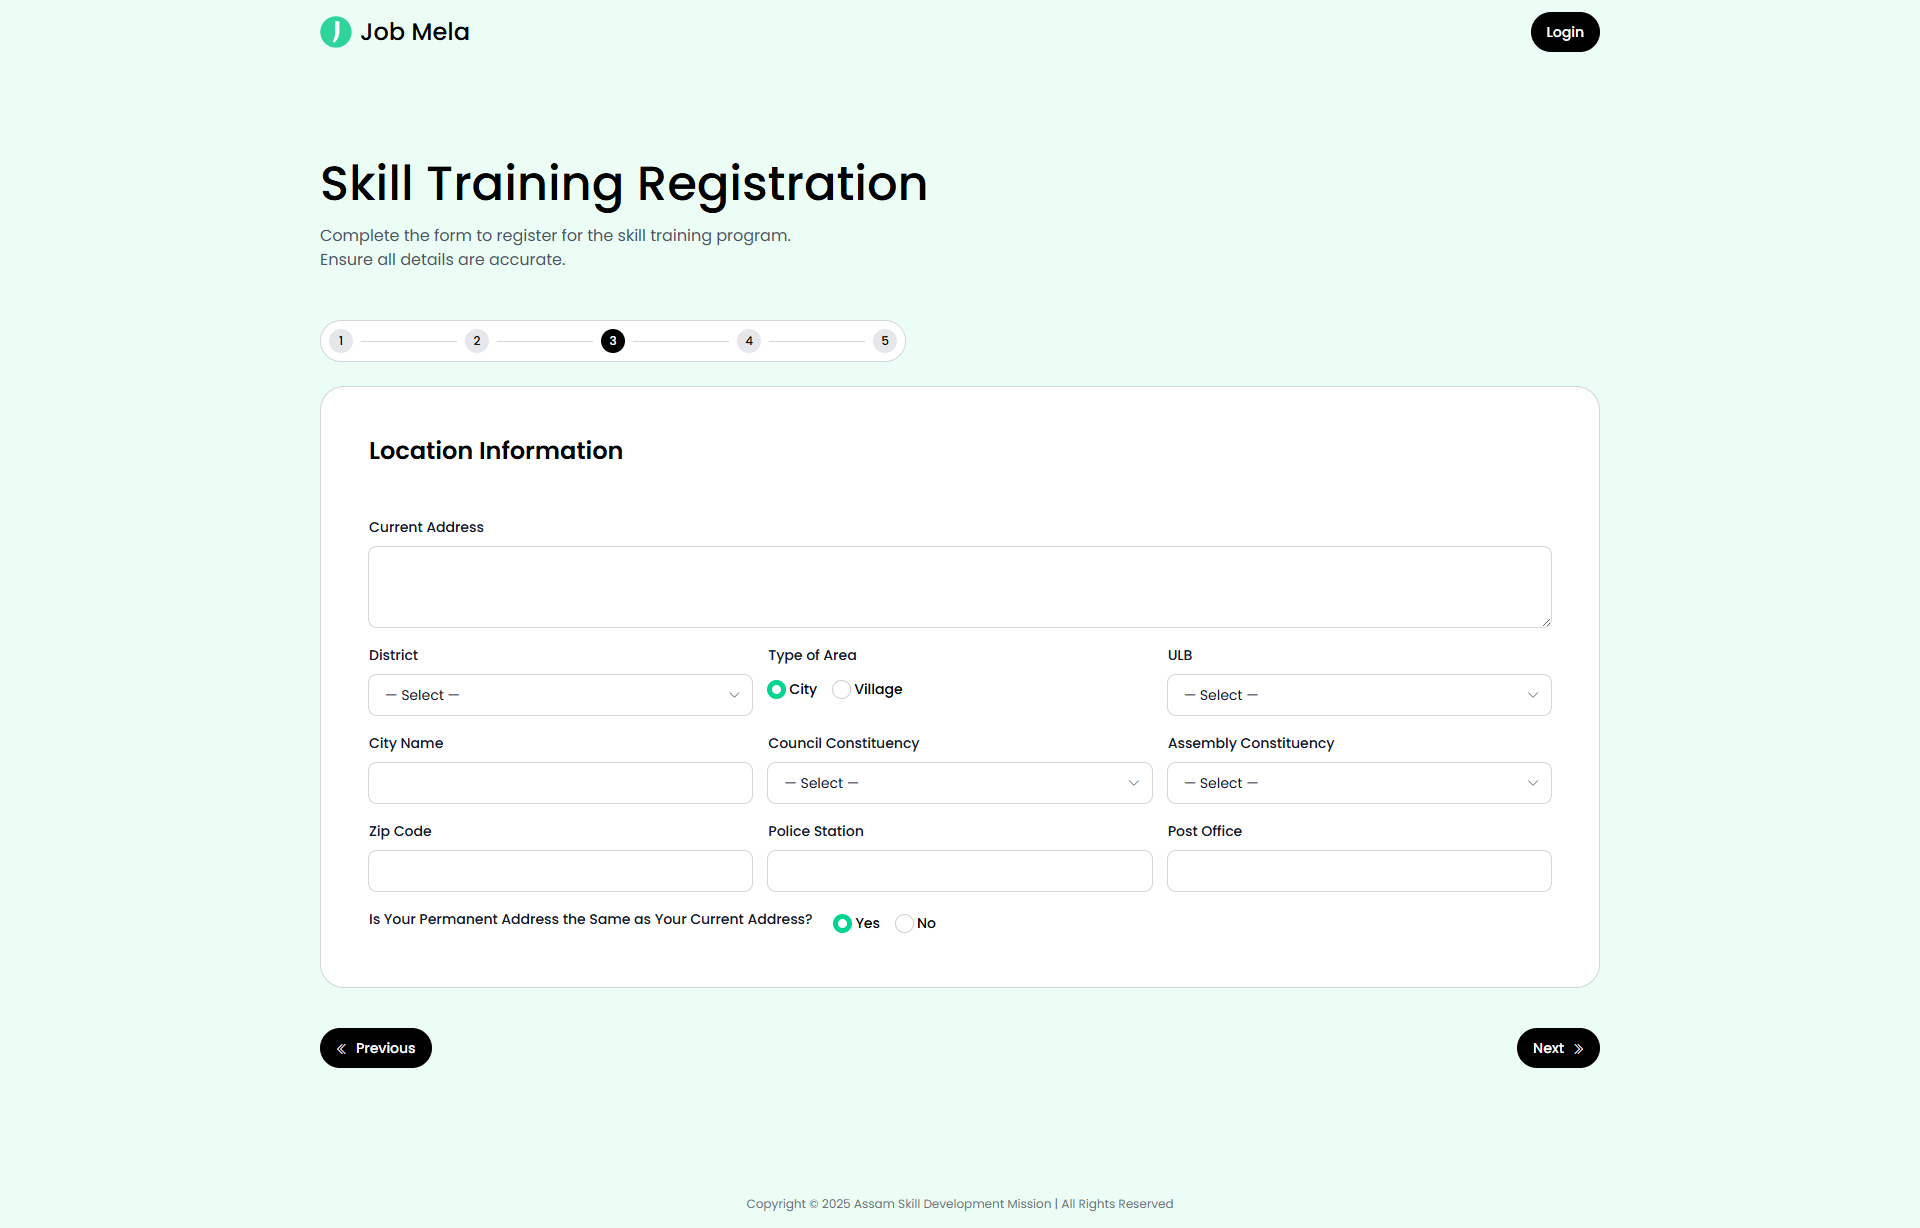 J Job Mela
Login
Skill Training Registration
Complete the form to register for the skill training program.
Ensure all details are accurate.
1 2 3 4 5
Location Information
Current Address
District Type of Area ULB
— Select — City Village — Select —
City Name Council Constituency Assembly Constituency
— Select — — Select —
Zip Code Police Station Post Office
Is Your Permanent Address the Same as Your Current Address? Yes No
Previous Next
Copyright © 2025 Assam Skill Development Mission | All Rights Reserved